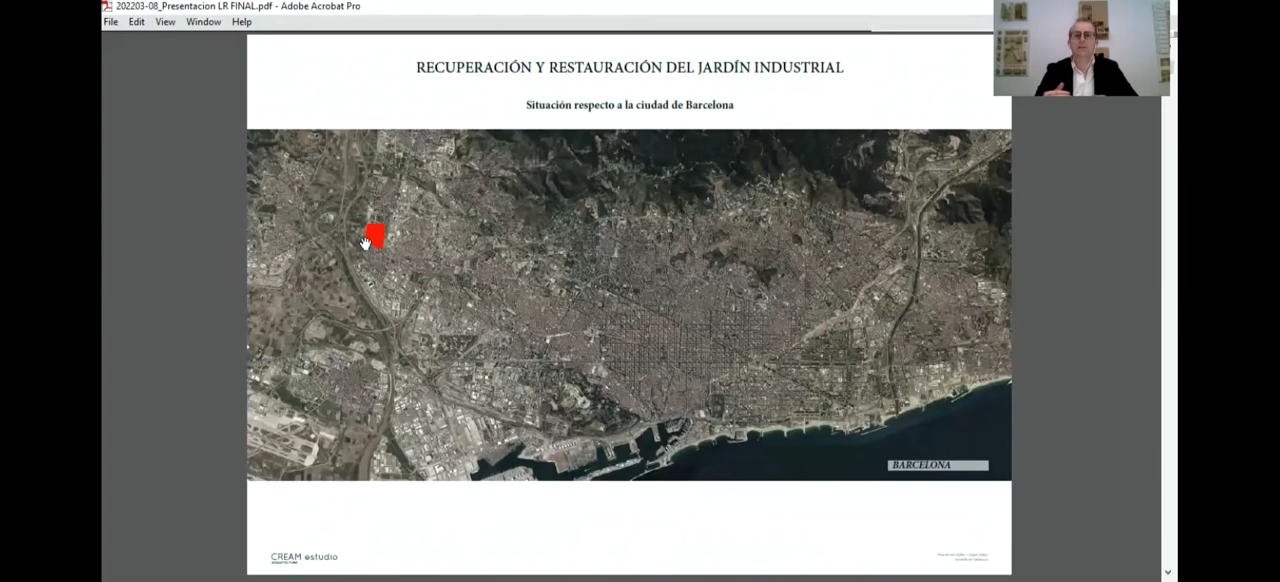 202203-08_Presentacion LR FINAL.pdf - Adobe Acrobat Pro
File Edit View Window Help
RECUPERACIÓN Y RESTAURACIÓN DEL JARDÍN INDUSTRIAL
Situación respecto a la ciudad de Barcelona
BARCELONA
CREAM estudio
ARQUITECTURA